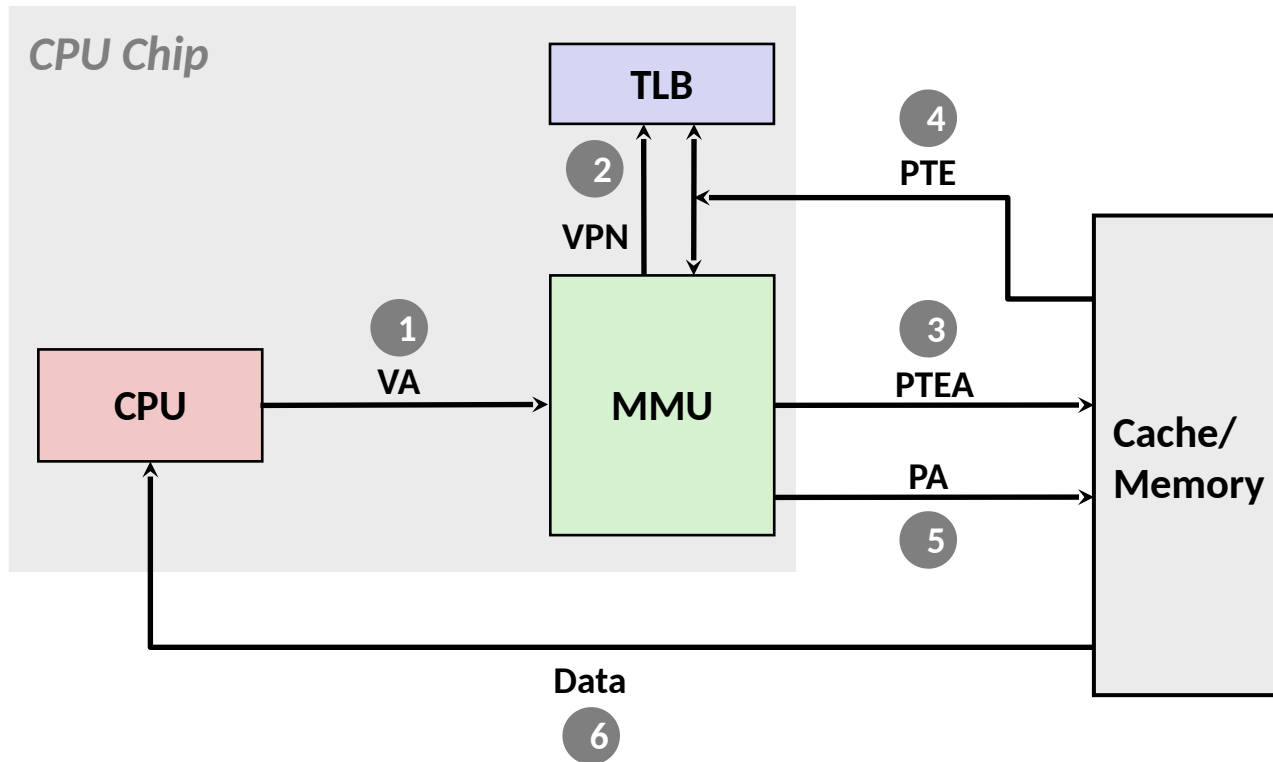 CPU Chip
TLB
4
PTE
2
VPN
1
VA
3
PTEA
CPU
MMU
Cache/
Memory
PA
5
Data
6